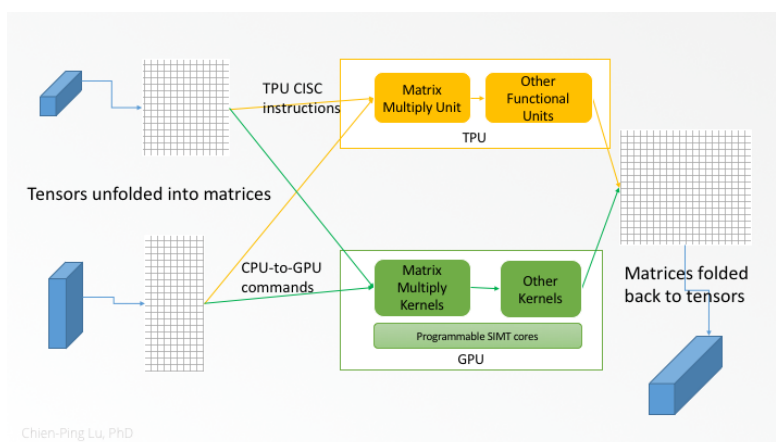 TPU CISC
instructions
Matrix
Multiply Unit
Other
Functional
Units
TPU
Tensors unfolded into matrices
CPU-to-GPU
commands
Matrix
Multiply
Kernels
Other
Kernels
Programmable SIMT cores
GPU
Matrices folded
back to tensors
Chien-Ping Lu, PhD